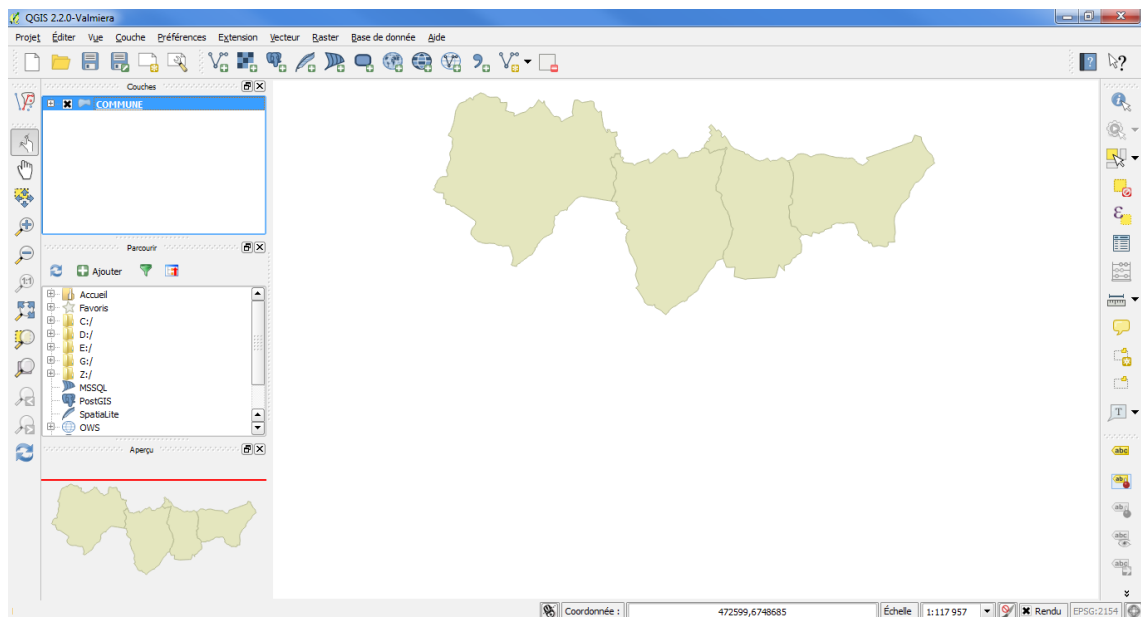 QGIS 2.2.0-Valmiera
Projet Éditer Vue Couche Préférences Extension Vecteur Raster Base de donnée Aide
Couches
COMMUNE
Parcourir
Ajouter
Accueil
Favoris
C:/
D:/
E:/
G:/
Z:/
MSSQL
PostGIS
SpatiaLite
OWS
Aperçu
abc
T
Coordonnée : 472599,6748685 Échelle 1:117 957 Rendu EPSG:2154